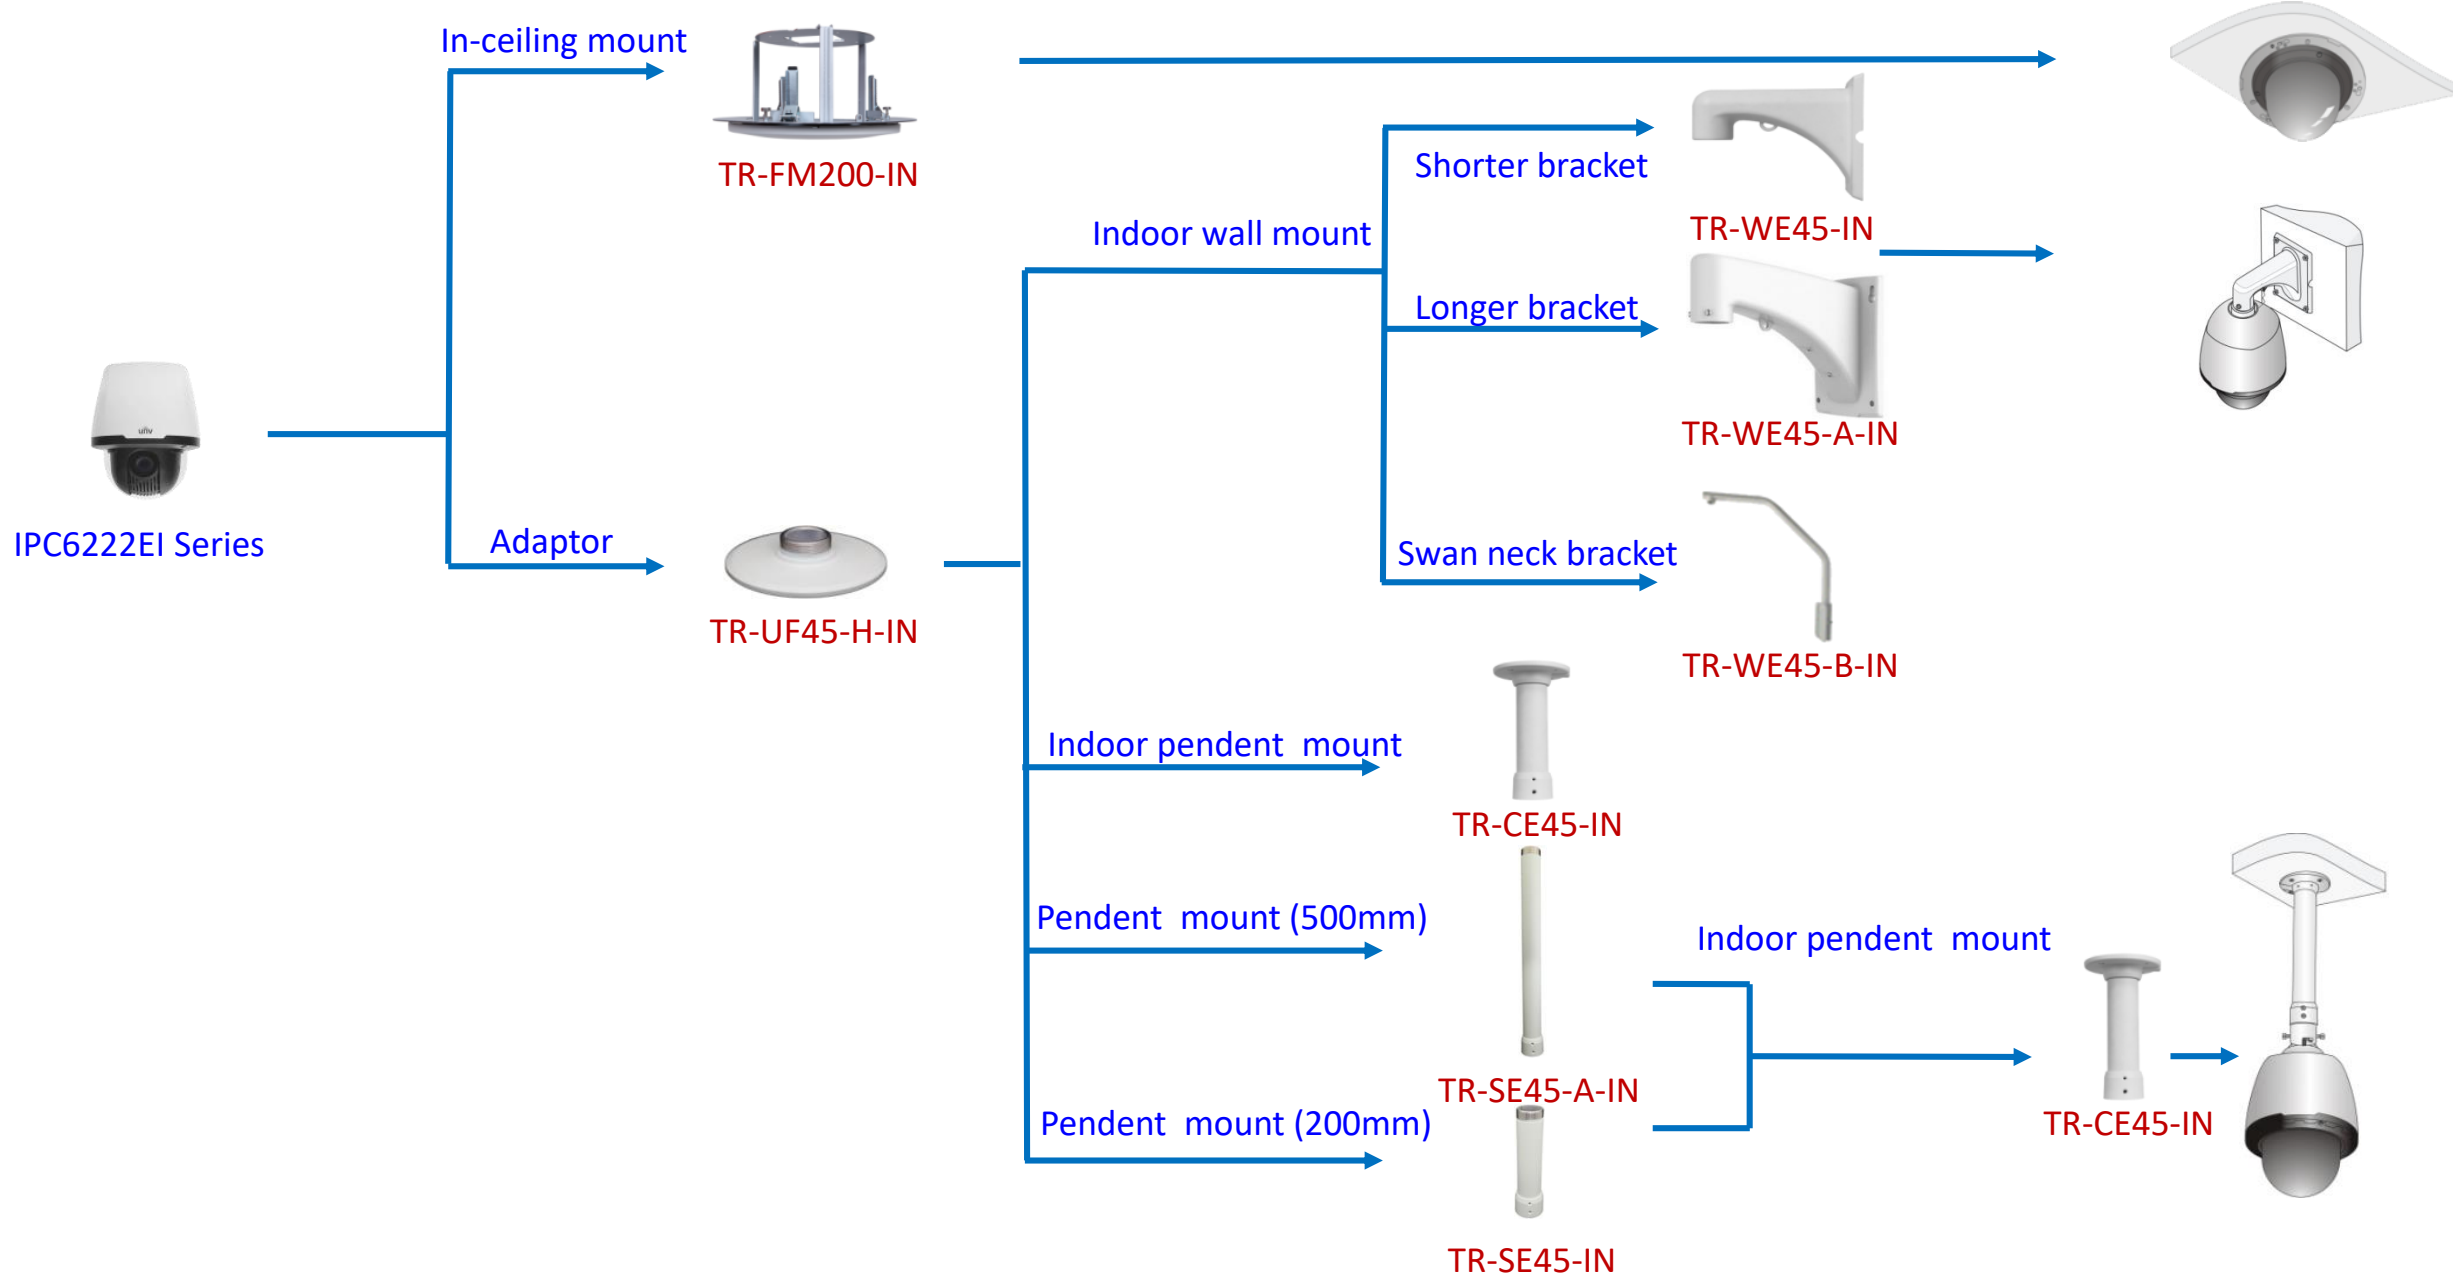 In-ceiling mount
TR-FM200-IN
Shorter bracket
TR-WE45-IN
Indoor wall mount
Longer bracket
TR-WE45-A-IN
unv
IPC6222EI Series
Adaptor
TR-UF45-H-IN
Swan neck bracket
TR-WE45-B-IN
Indoor pendent  mount
TR-CE45-IN
Pendent  mount (500mm)
TR-SE45-A-IN
Indoor pendent  mount
TR-CE45-IN
Pendent  mount (200mm)
TR-SE45-IN